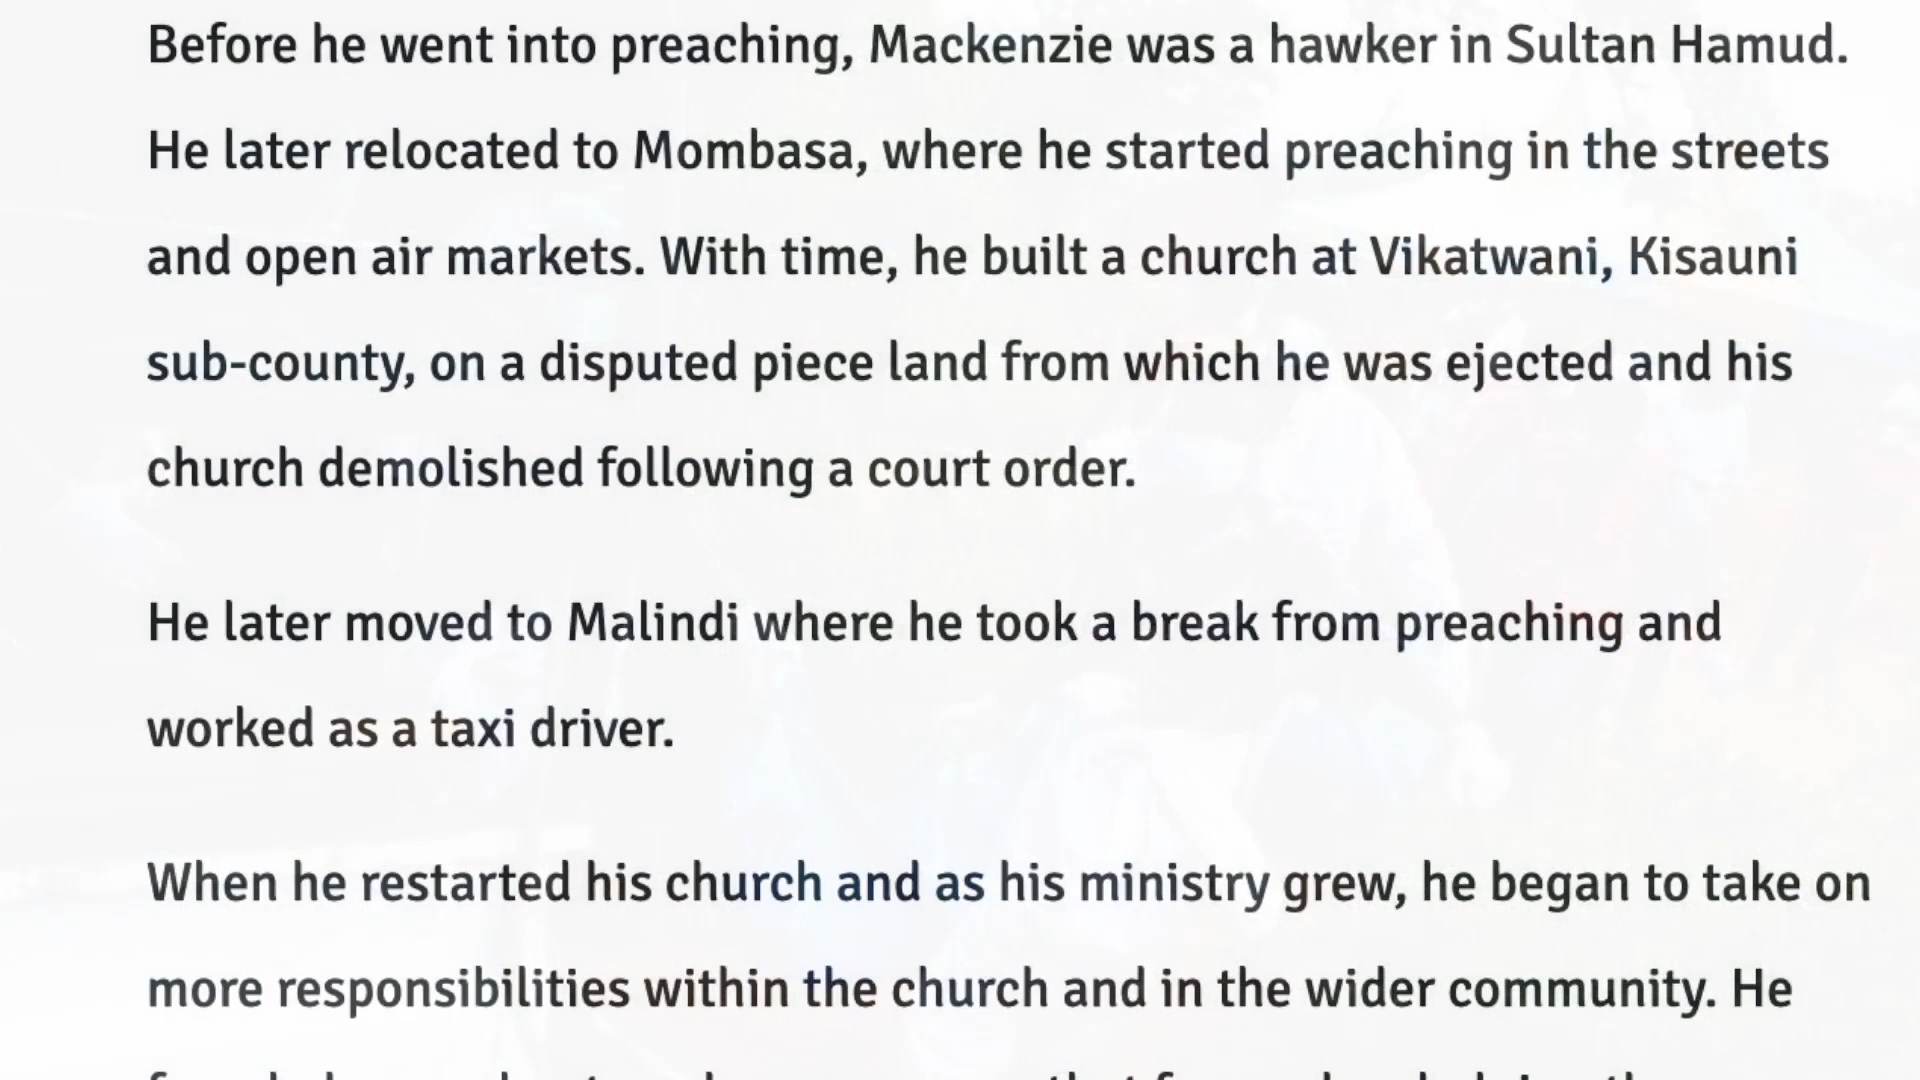 Before he went into preaching, Mackenzie was a hawker in Sultan Hamud.
He later relocated to Mombasa, where he started preaching in the streets
and open air markets. With time, he built a church at Vikatwani, Kisauni
sub-county, on a disputed piece land from which he was ejected and his
church demolished following a court order.
He later moved to Malindi where he took a break from preaching and
worked as a taxi driver.
When he restarted his church and as his ministry grew, he began to take on
more responsibilities within the church and in the wider community. He